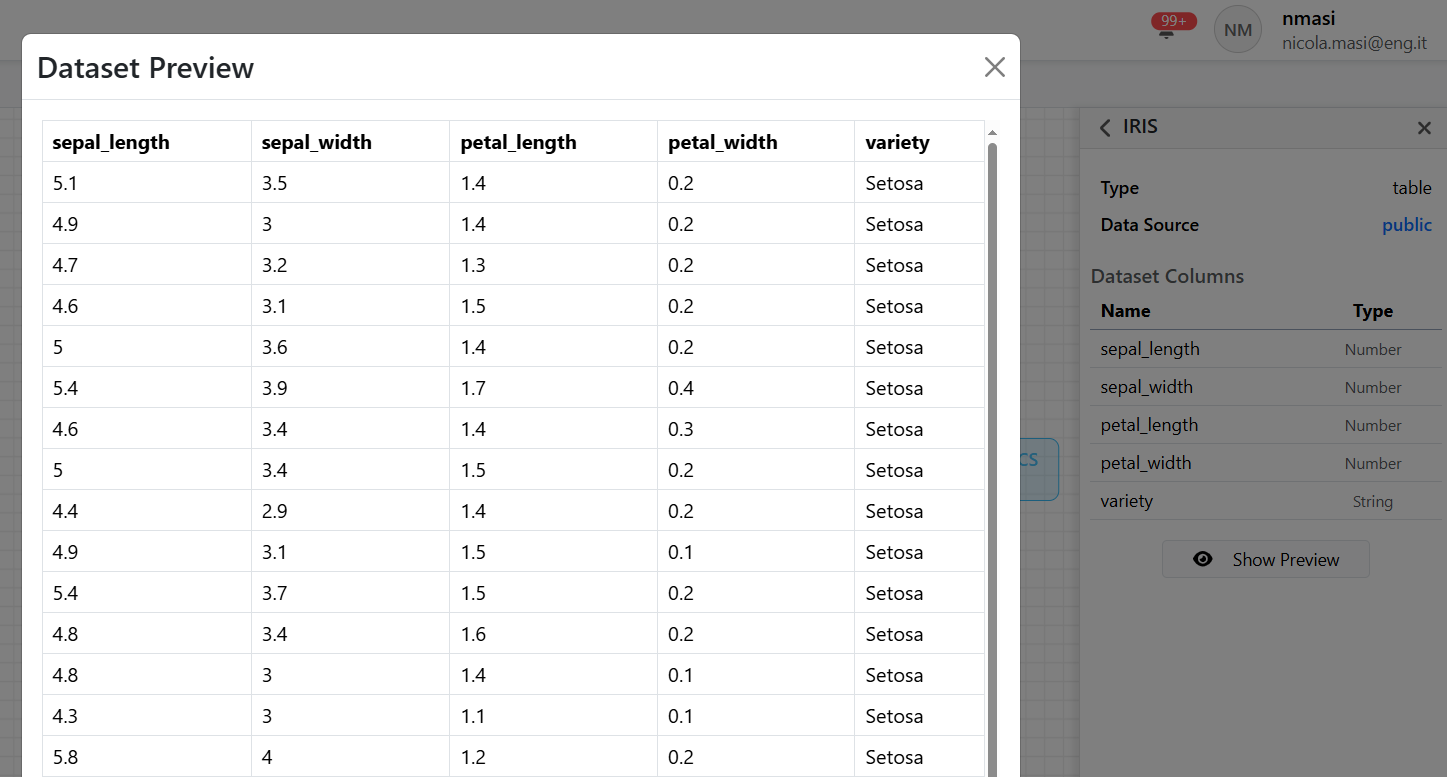 99+
NM
nmasi
nicola.masi@eng.it
Dataset Preview
sepal_length sepal_width petal_length petal_width variety
5.1 3.5 1.4 0.2 Setosa
4.9 3 1.4 0.2 Setosa
4.7 3.2 1.3 0.2 Setosa
4.6 3.1 1.5 0.2 Setosa
5 3.6 1.4 0.2 Setosa
5.4 3.9 1.7 0.4 Setosa
4.6 3.4 1.4 0.3 Setosa
5 3.4 1.5 0.2 Setosa
4.4 2.9 1.4 0.2 Setosa
4.9 3.1 1.5 0.1 Setosa
5.4 3.7 1.5 0.2 Setosa
4.8 3.4 1.6 0.2 Setosa
4.8 3 1.4 0.1 Setosa
4.3 3 1.1 0.1 Setosa
5.8 4 1.2 0.2 Setosa
CS
IRIS
Type table
Data Source public
Dataset Columns
Name Type
sepal_length Number
sepal_width Number
petal_length Number
petal_width Number
variety String
Show Preview